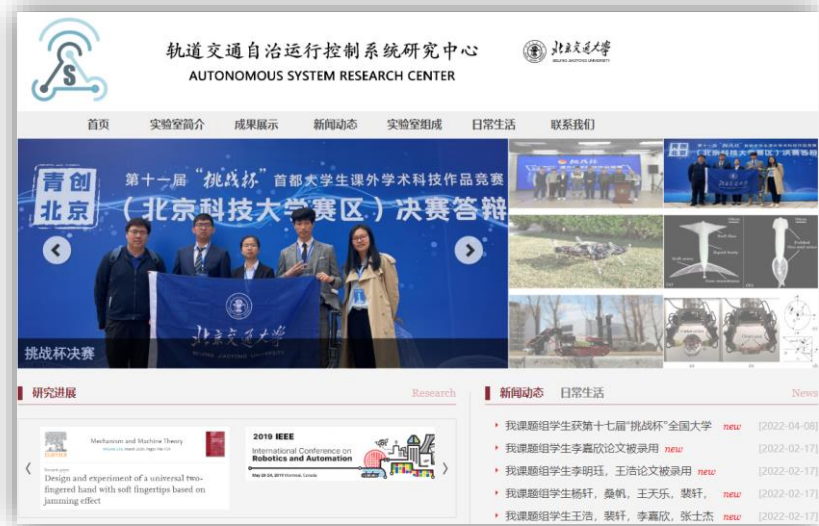 S
轨道交通自治运行控制系统研究中心
AUTONOMOUS SYSTEM RESEARCH CENTER
北京交通大学
BEIJING JIAOTONG UNIVERSITY
首页 实验室简介 成果展示 新闻动态 实验室组成 日常生活 联系我们
青创
北京
第十一届“挑战杯”首都大学生课外学术科技作品竞赛
（北京科技大学赛区）决赛答辩
北京交通大学
BEIJING JIAOTONG UNIVERSITY
挑战杯决赛
研究进展 Research
Mechanism and Machine Theory
Design and experiment of a universal two-
fingered hand with soft fingertips based on
jamming effect
2019 IEEE
International Conference on
Robotics and Automation
May 20-24, 2019 Montreal, Canada
新闻动态 日常生活 News
我课题组学生获第十七届“挑战杯”全国大学 new [2022-04-08]
我课题组学生李嘉欣论文被录用 new [2022-02-17]
我课题组学生李明珏，王浩论文被录用 new [2022-02-17]
我课题组学生杨轩，桑帆，王天乐，裴轩， new [2022-02-17]
我课题组学生王浩，裴轩，李嘉欣，张士杰 new [2022-02-17]